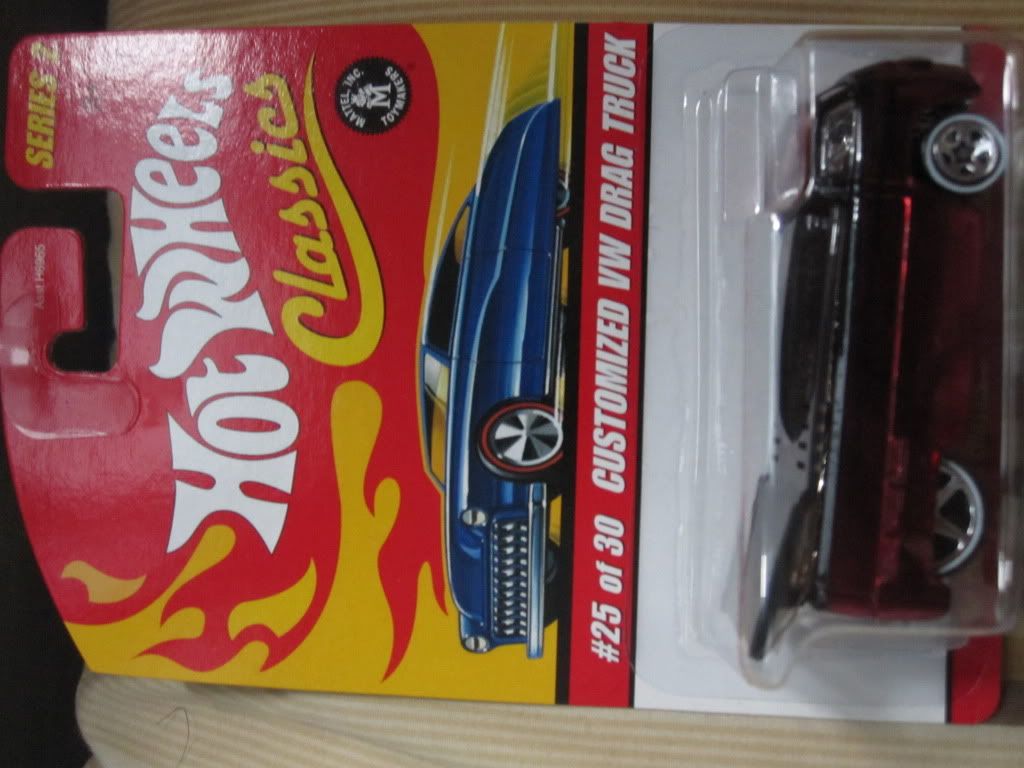 SERIES 2
Hot Wheels
Classics
MATTEL, INC.
M
TOYMAKERS
#25 of 30 CUSTOMIZED VW DRAG TRUCK